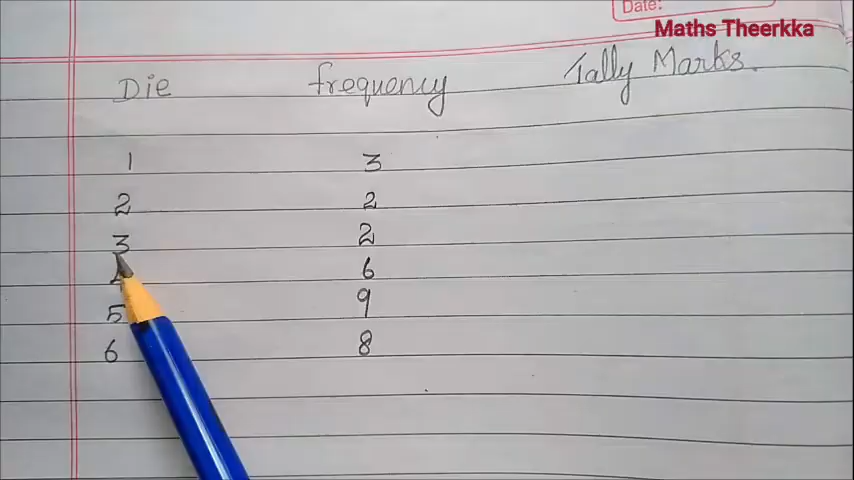 Date:
Maths Theerkka
Die frequency Tally Marks.
1 3
2 2
3 2
6
5 9
6 8